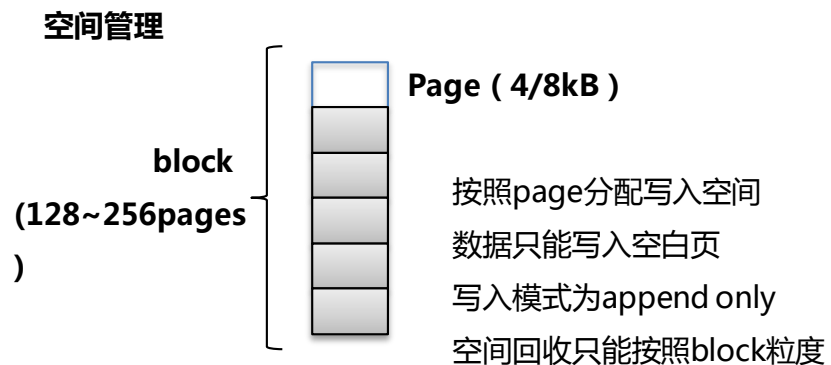 空间管理
Page（4/8kB）
block
(128~256pages
)
按照page分配写入空间
数据只能写入空白页
写入模式为append only
空间回收只能按照block粒度